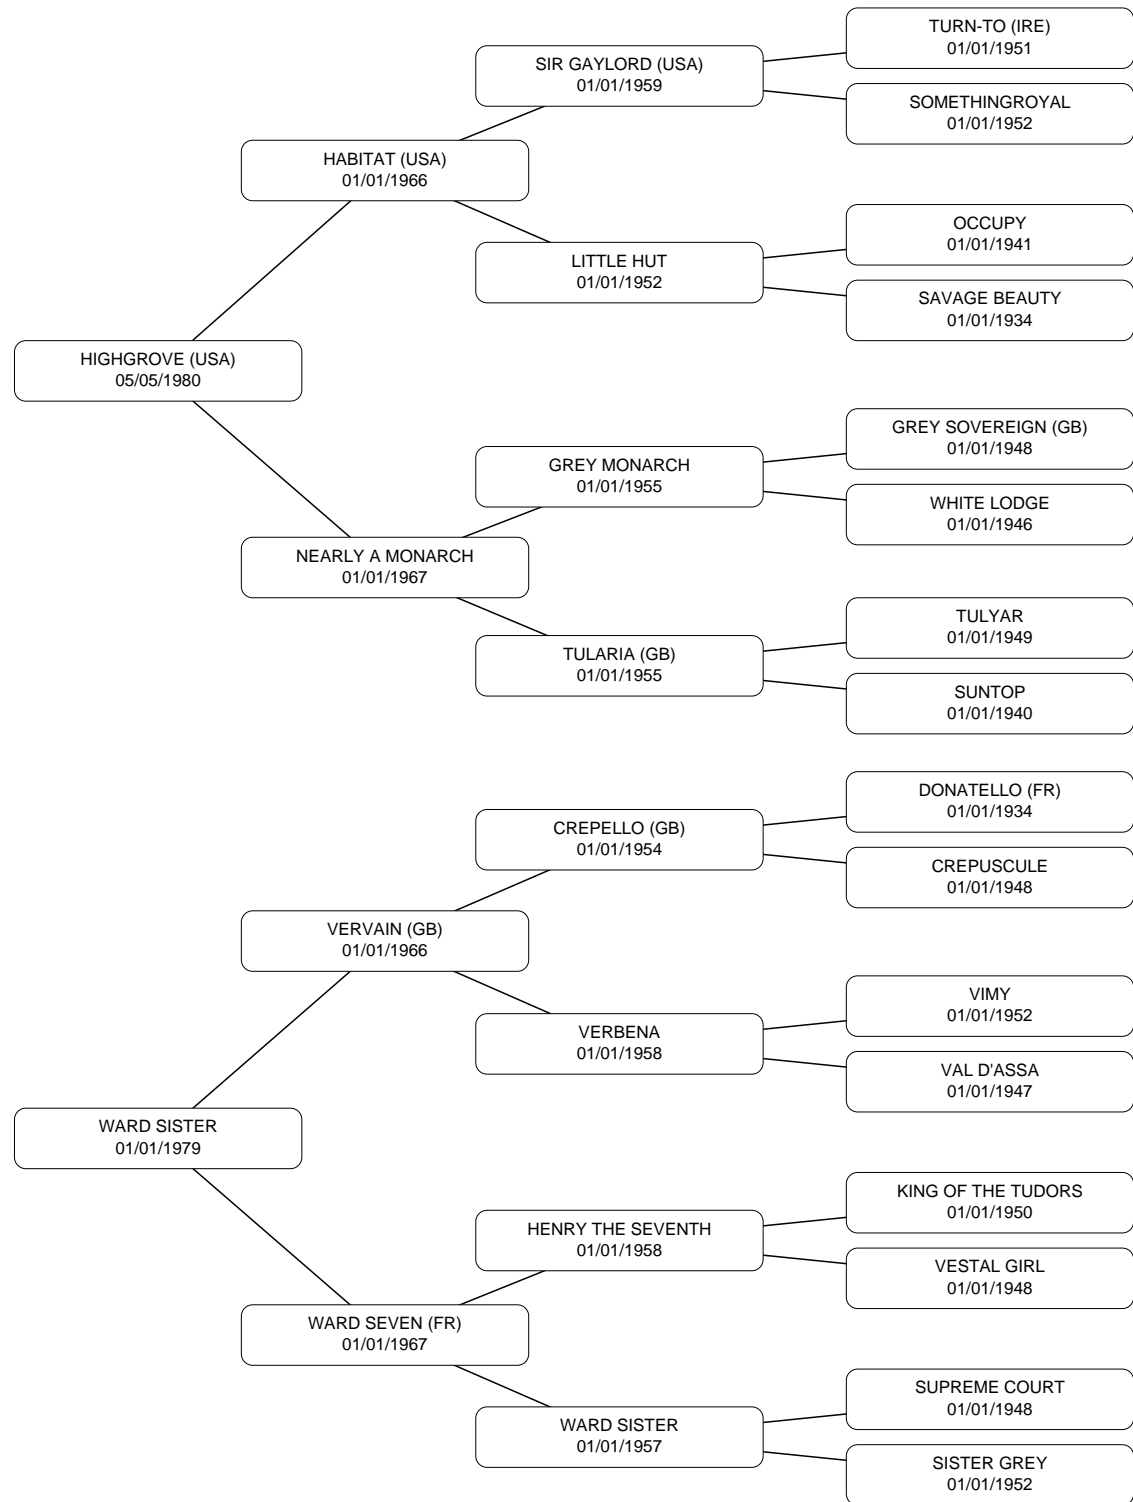 TURN-TO (IRE)
01/01/1951
SIR GAYLORD (USA)
01/01/1959
SOMETHINGROYAL
01/01/1952
HABITAT (USA)
01/01/1966
OCCUPY
01/01/1941
LITTLE HUT
01/01/1952
SAVAGE BEAUTY
01/01/1934
HIGHGROVE (USA)
05/05/1980
GREY SOVEREIGN (GB)
01/01/1948
GREY MONARCH
01/01/1955
WHITE LODGE
01/01/1946
NEARLY A MONARCH
01/01/1967
TULYAR
01/01/1949
TULARIA (GB)
01/01/1955
SUNTOP
01/01/1940
DONATELLO (FR)
01/01/1934
CREPELLO (GB)
01/01/1954
CREPUSCULE
01/01/1948
VERVAIN (GB)
01/01/1966
VIMY
01/01/1952
VERBENA
01/01/1958
VAL D'ASSA
01/01/1947
WARD SISTER
01/01/1979
KING OF THE TUDORS
01/01/1950
HENRY THE SEVENTH
01/01/1958
VESTAL GIRL
01/01/1948
WARD SEVEN (FR)
01/01/1967
SUPREME COURT
01/01/1948
WARD SISTER
01/01/1957
SISTER GREY
01/01/1952